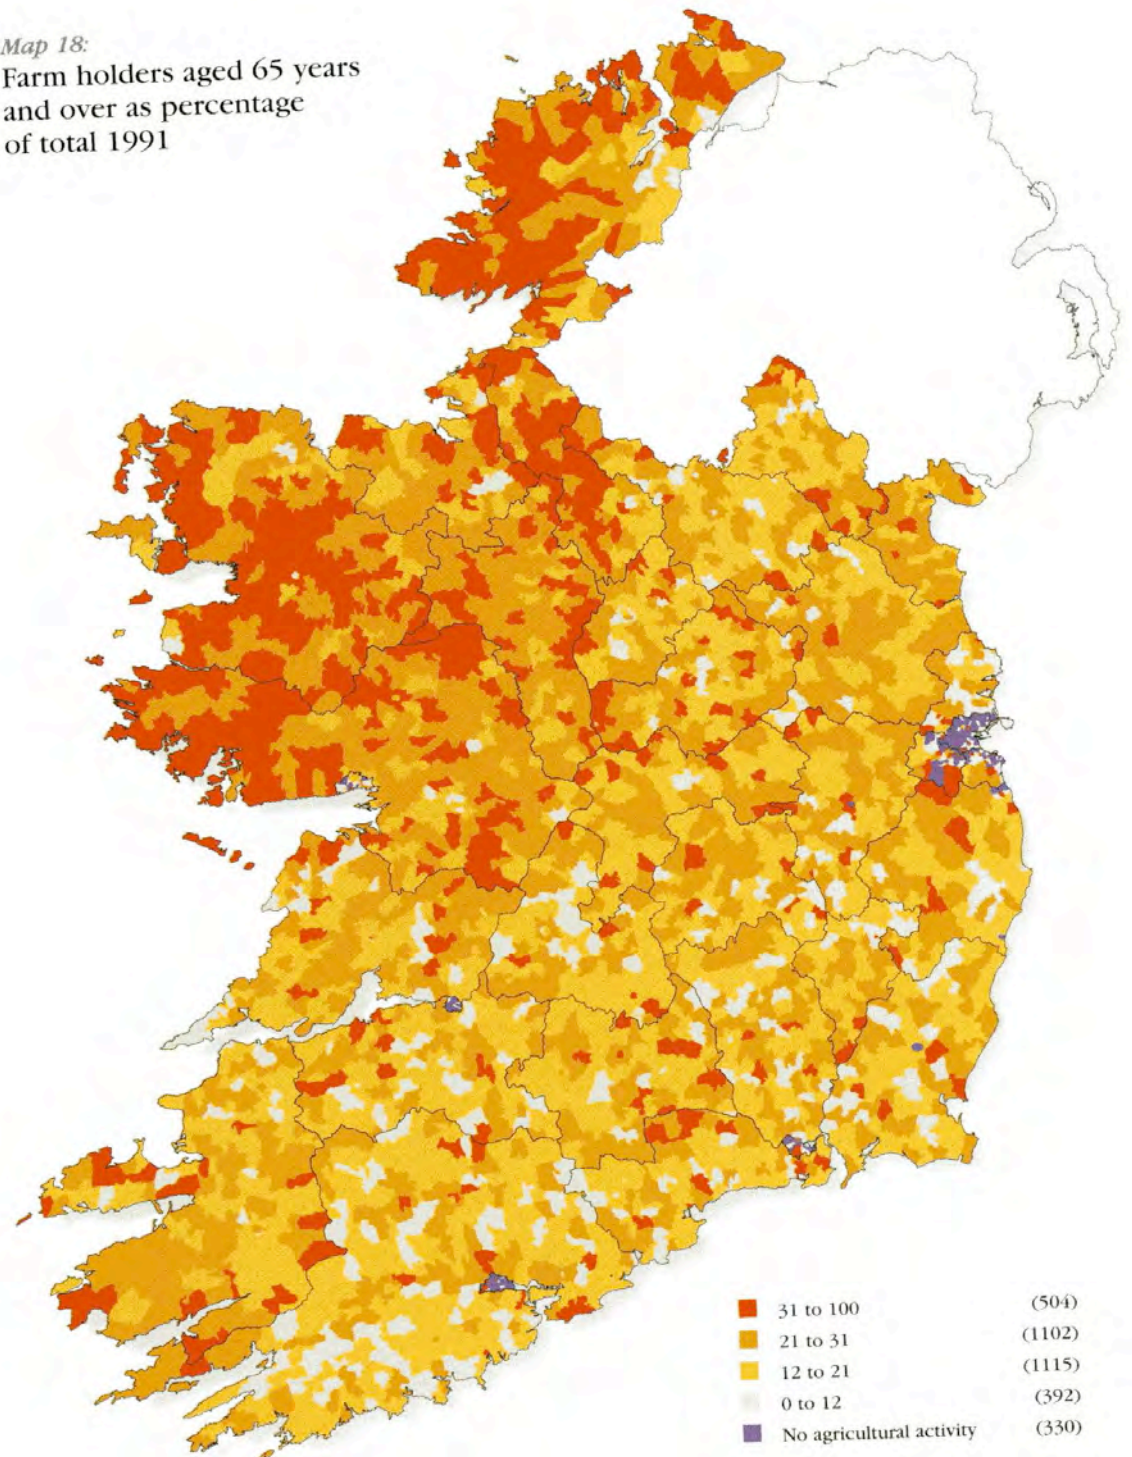 Map 18:
Farm holders aged 65 years
and over as percentage
of total 1991
31 to 100 (504)
21 to 31 (1102)
12 to 21 (1115)
0 to 12 (392)
No agricultural activity (330)